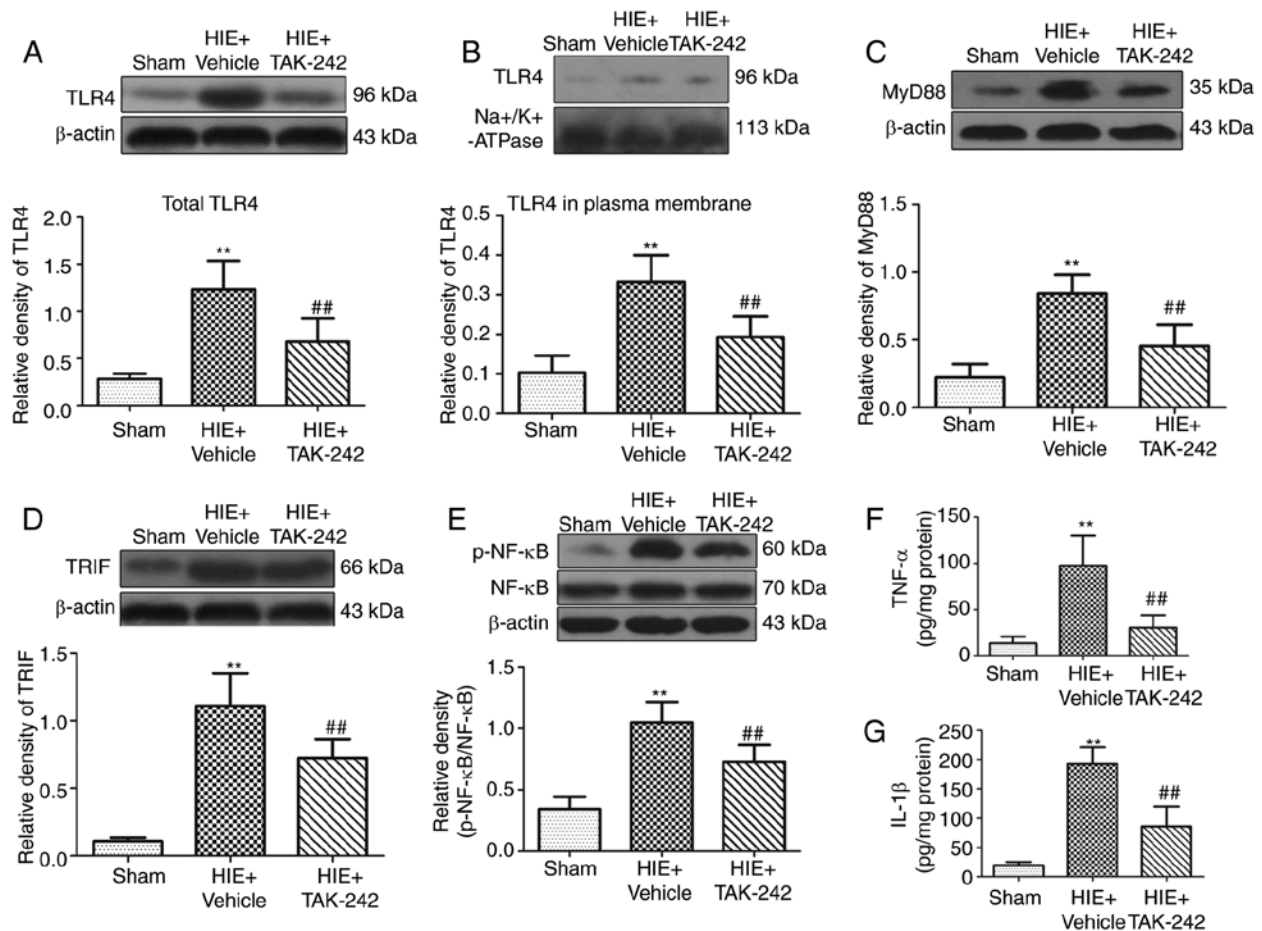 A
Sham
HIE+
Vehicle
HIE+
TAK-242
TLR4
96 kDa
β-actin
43 kDa
Total TLR4
Relative density of TLR4
2.0
1.5
1.0
0.5
0.0
**
##
Sham
HIE+
Vehicle
HIE+
TAK-242
B
Sham
HIE+
Vehicle
HIE+
TAK-242
TLR4
96 kDa
Na+/K+
-ATPase
113 kDa
TLR4 in plasma membrane
Relative density of TLR4
0.5
0.4
0.3
0.2
0.1
0.0
**
##
Sham
HIE+
Vehicle
HIE+
TAK-242
C
Sham
HIE+
Vehicle
HIE+
TAK-242
MyD88
35 kDa
β-actin
43 kDa
Relative density of MyD88
1.5
1.0
0.5
0.0
**
##
Sham
HIE+
Vehicle
HIE+
TAK-242
D
Sham
HIE+
Vehicle
HIE+
TAK-242
TRIF
66 kDa
β-actin
43 kDa
Relative density of TRIF
1.5
1.0
0.5
0.0
**
##
Sham
HIE+
Vehicle
HIE+
TAK-242
E
Sham
HIE+
Vehicle
HIE+
TAK-242
p-NF-κB
60 kDa
NF-κB
70 kDa
β-actin
43 kDa
Relative density
(p-NF-κB/NF-κB)
1.5
1.0
0.5
0.0
**
##
Sham
HIE+
Vehicle
HIE+
TAK-242
F
TNF-α
(pg/mg protein)
150
100
50
0
**
##
Sham
HIE+
Vehicle
HIE+
TAK-242
G
IL-1β
(pg/mg protein)
250
200
150
100
50
0
**
##
Sham
HIE+
Vehicle
HIE+
TAK-242